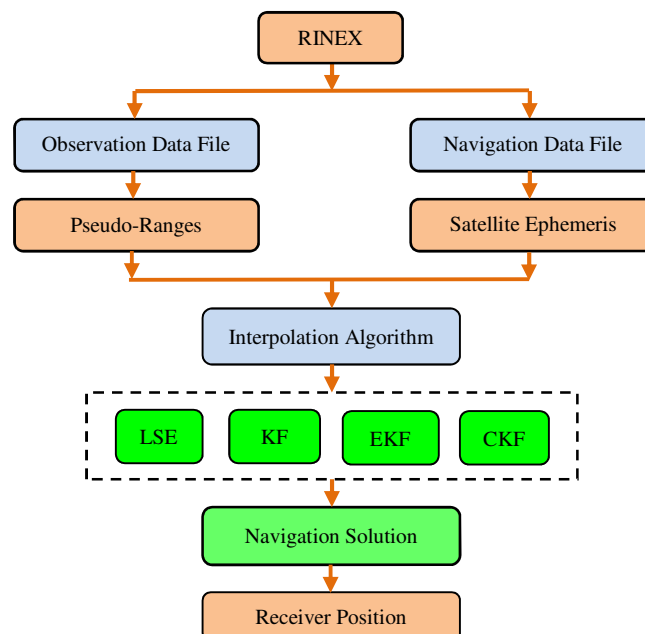 RINEX
Observation Data File
Navigation Data File
Pseudo-Ranges
Satellite Ephemeris
Interpolation Algorithm
LSE
KF
EKF
CKF
Navigation Solution
Receiver Position